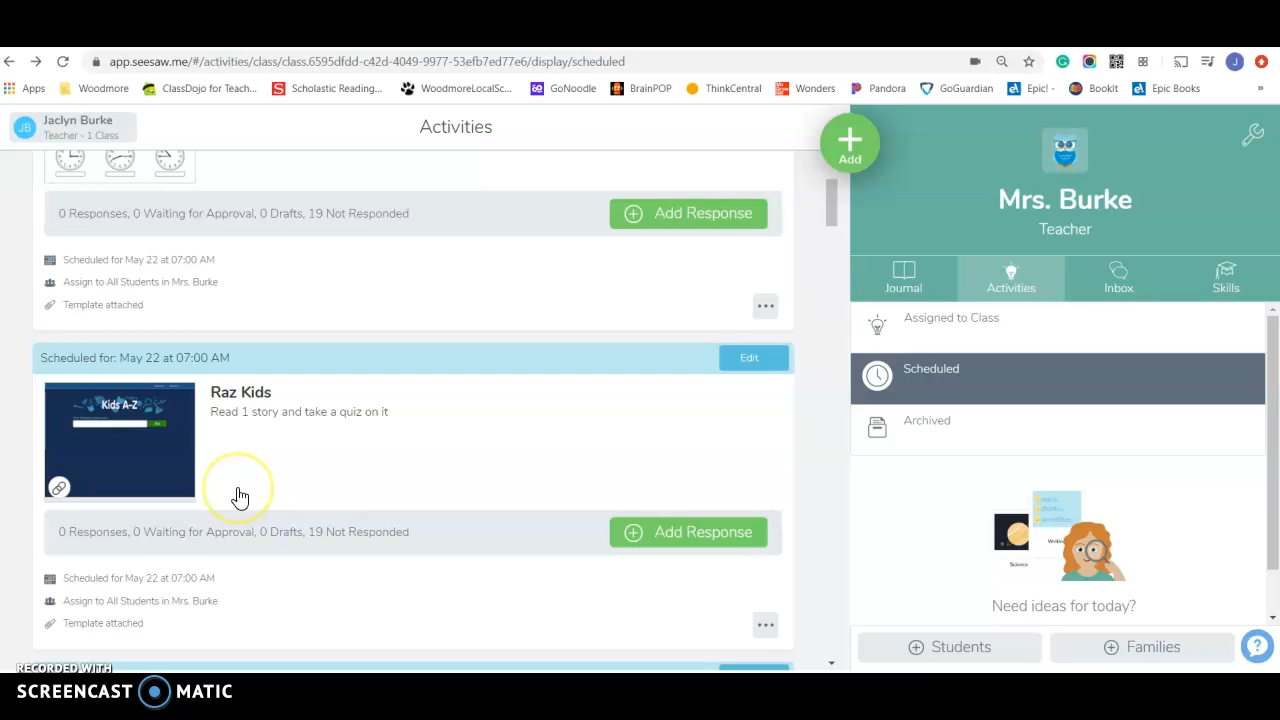 app.seesaw.me/#/activities/class/class.6595dfdd-c42d-4049-9977-53efb7ed77e6/display/scheduled
Apps Woodmore ClassDojo for Teach... Scholastic Reading... WoodmoreLocalSc... GoNoodle BrainPOP ThinkCentral Wonders Pandora GoGuardian Epic! - BookIt Epic Books »
JB Jaclyn Burke
Teacher - 1 Class
Activities
Add
0 Responses, 0 Waiting for Approval, 0 Drafts, 19 Not Responded
Add Response
Scheduled for May 22 at 07:00 AM
Assign to All Students in Mrs. Burke
Template attached
Scheduled for: May 22 at 07:00 AM
Edit
Kids A-Z
Raz Kids
Read 1 story and take a quiz on it
0 Responses, 0 Waiting for Approval, 0 Drafts, 19 Not Responded
Add Response
Scheduled for May 22 at 07:00 AM
Assign to All Students in Mrs. Burke
Template attached
Mrs. Burke
Teacher
Journal Activities Inbox Skills
Assigned to Class
Scheduled
Archived
Science
Need ideas for today?
Students Families
RECORDED WITH
SCREENCAST MATIC